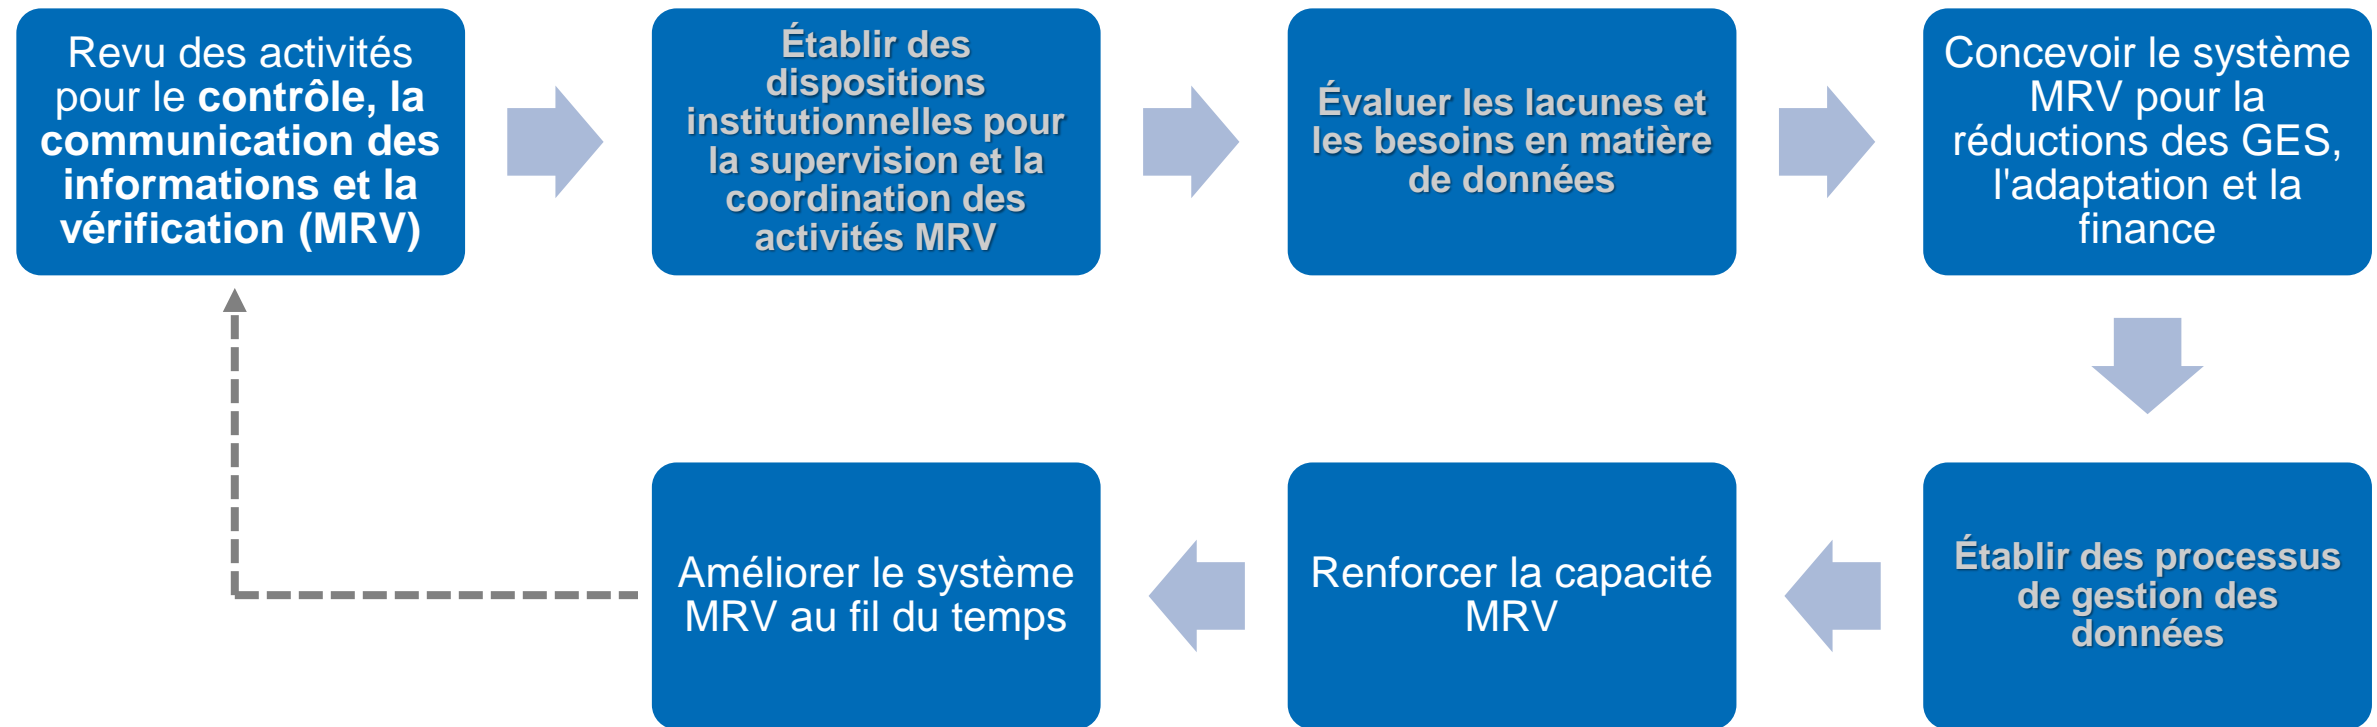 Revu des activités
pour le contrôle, la
communication des
informations et la
vérification (MRV)
Établir des
dispositions
institutionnelles pour
la supervision et la
coordination des
activités MRV
Évaluer les lacunes et
les besoins en matière
de données
Concevoir le système
MRV pour la
réductions des GES,
l'adaptation et la
finance
Établir des processus
de gestion des
données
Renforcer la capacité
MRV
Améliorer le système
MRV au fil du temps